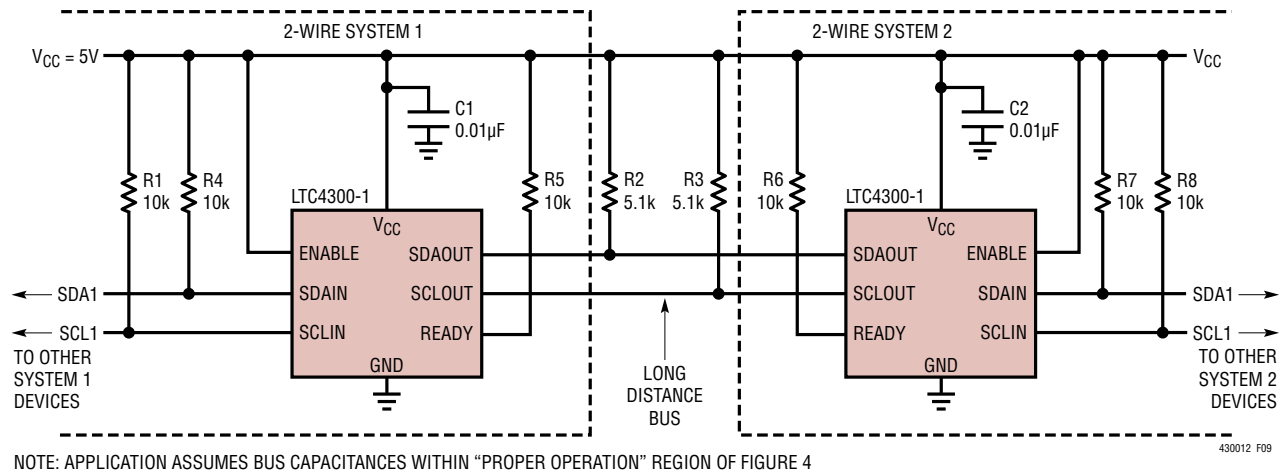 2-WIRE SYSTEM 1
2-WIRE SYSTEM 2
VCC = 5V
VCC
C1
0.01µF
C2
0.01µF
R1
10k
R4
10k
R5
10k
R2
5.1k
R3
5.1k
R6
10k
R7
10k
R8
10k
LTC4300-1
LTC4300-1
VCC
ENABLE
SDAOUT
SDAIN
SCLOUT
SCLIN
READY
GND
VCC
SDAOUT
ENABLE
SCLOUT
SDAIN
READY
SCLIN
GND
SDA1
SCL1
TO OTHER
SYSTEM 1
DEVICES
LONG
DISTANCE
BUS
SDA1
SCL1
TO OTHER
SYSTEM 2
DEVICES
430012 F09
NOTE: APPLICATION ASSUMES BUS CAPACITANCES WITHIN “PROPER OPERATION” REGION OF FIGURE 4